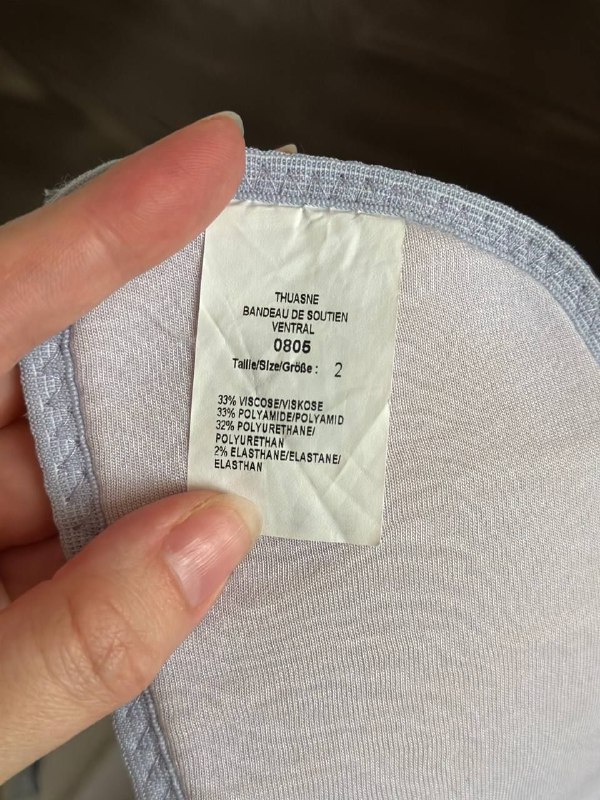 THUASNE
BANDEAU DE SOUTIEN
VENTRAL
0805
Taille/Size/Größe : 2
33% VISCOSE/VISKOSE
33% POLYAMIDE/POLYAMID
32% POLYURETHANE/
POLYURETHAN
2% ELASTHANE/ELASTANE/
ELASTHAN